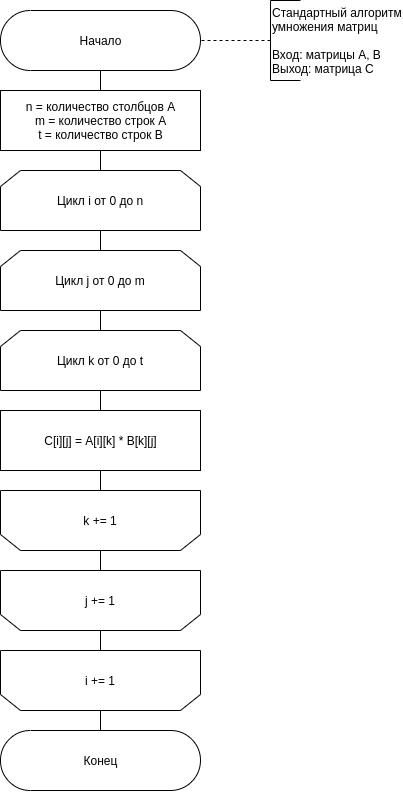 Начало
Стандартный алгоритм
умножения матриц
Вход: матрицы A, B
Выход: матрица C
n = количество столбцов A
m = количество строк A
t = количество строк B
Цикл i от 0 до n
Цикл j от 0 до m
Цикл k от 0 до t
C[i][j] = A[i][k] * B[k][j]
k += 1
j += 1
i += 1
Конец